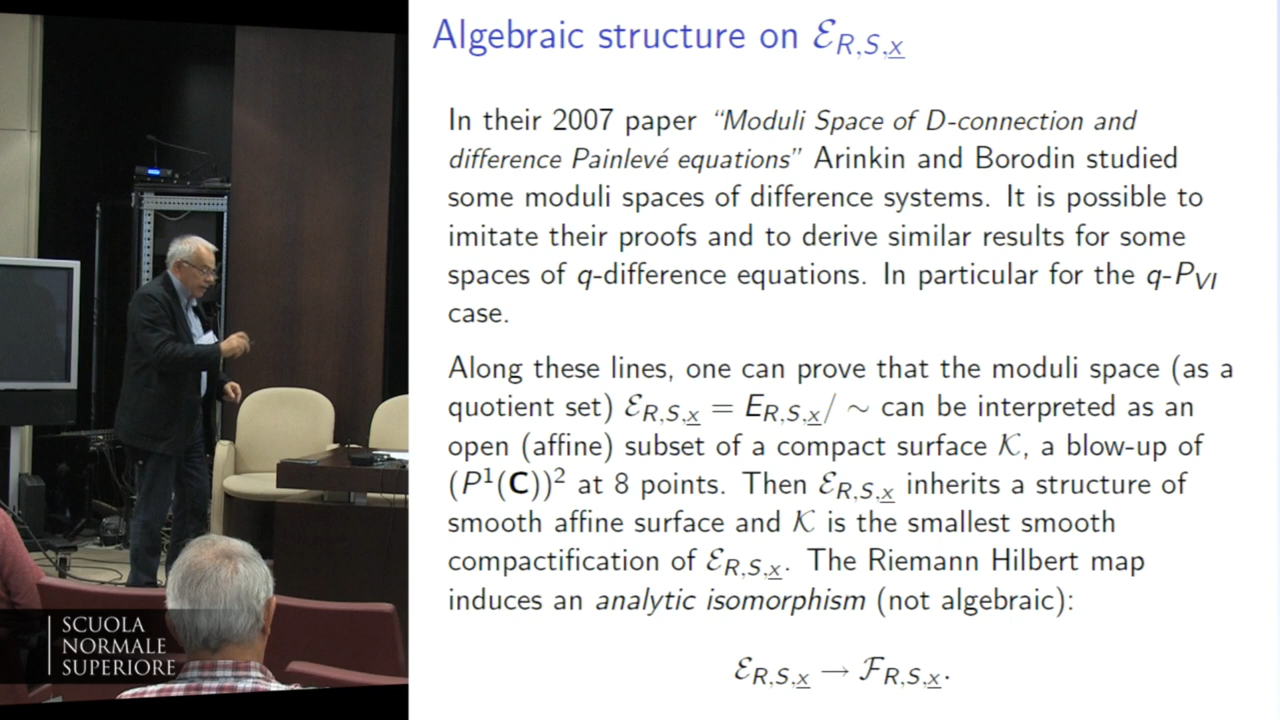 Algebraic structure on ℰ_{R,S,x̲}
In their 2007 paper “Moduli Space of D-connection and
difference Painlevé equations” Arinkin and Borodin studied
some moduli spaces of difference systems. It is possible to
imitate their proofs and to derive similar results for some
spaces of q-difference equations. In particular for the q-P_{VI}
case.
Along these lines, one can prove that the moduli space (as a
quotient set) ℰ_{R,S,x̲} = E_{R,S,x̲}/ ∼ can be interpreted as an
open (affine) subset of a compact surface 𝒦, a blow-up of
(P¹(𝐂))² at 8 points. Then ℰ_{R,S,x̲} inherits a structure of
smooth affine surface and 𝒦 is the smallest smooth
compactification of ℰ_{R,S,x̲}. The Riemann Hilbert map
induces an analytic isomorphism (not algebraic):
ℰ_{R,S,x̲} → ℱ_{R,S,x̲}.
SCUOLA
NORMALE
SUPERIORE